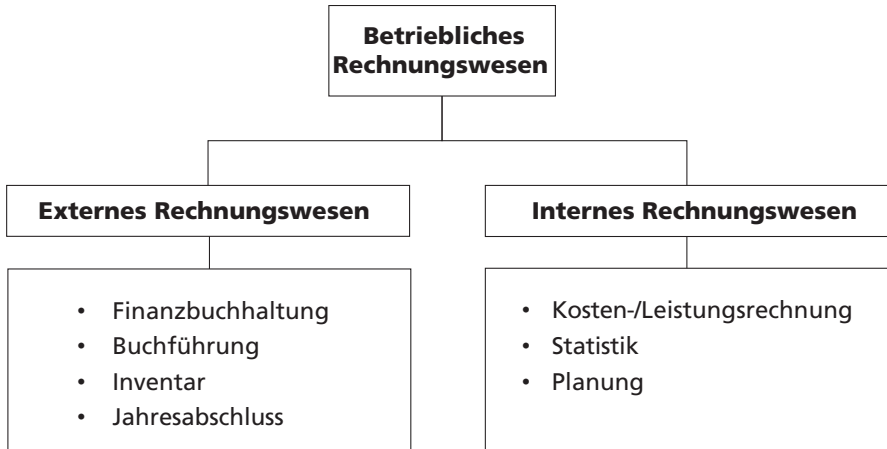 Betriebliches
Rechnungswesen
Externes Rechnungswesen
Internes Rechnungswesen
• Finanzbuchhaltung
• Buchführung
• Inventar
• Jahresabschluss
• Kosten-/Leistungsrechnung
• Statistik
• Planung